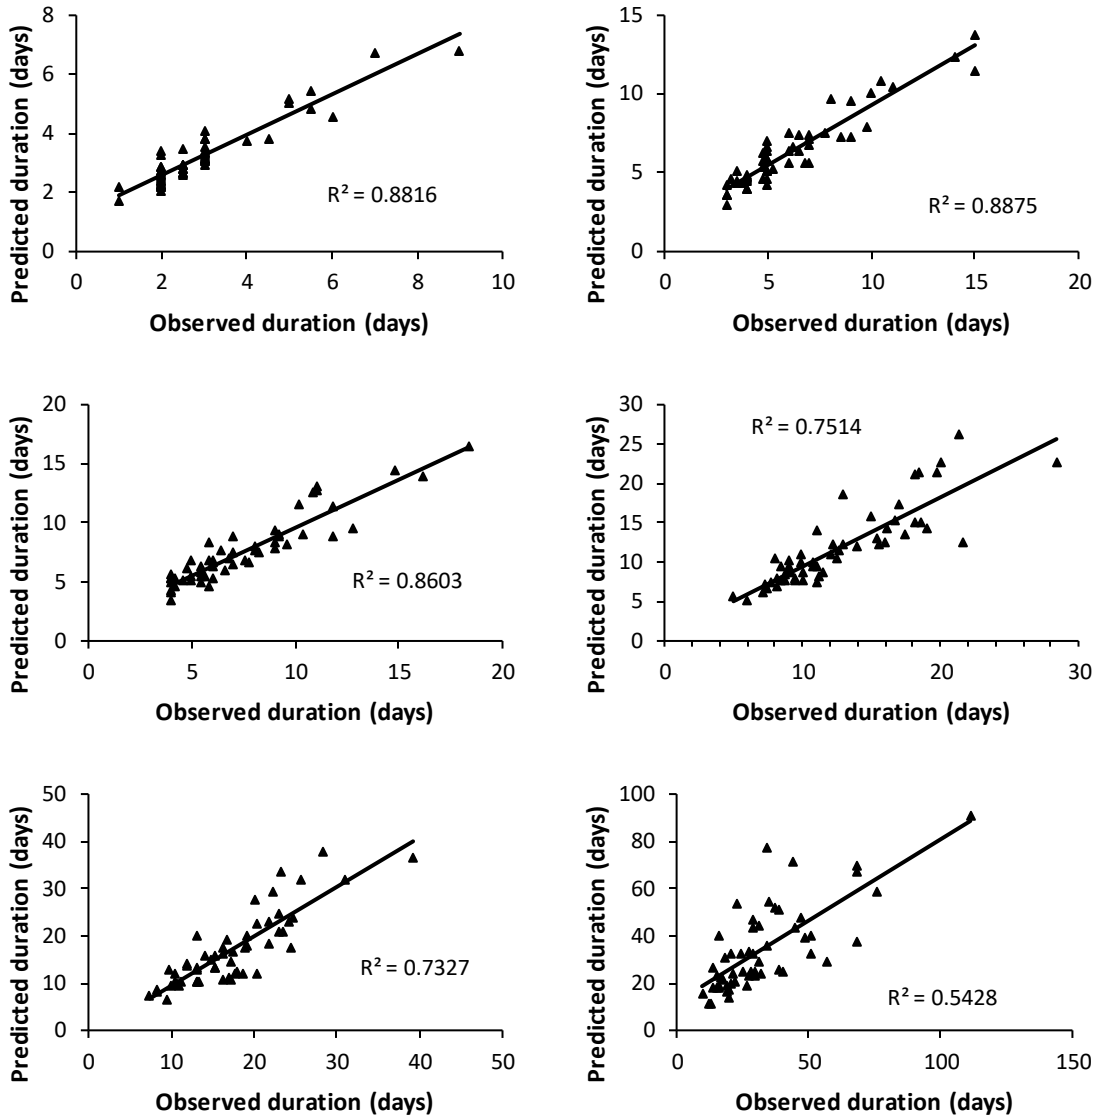 Predicted duration (days)
8
6
4
2
0
R² = 0.8816
0 2 4 6 8 10
Observed duration (days)
Predicted duration (days)
15
10
5
0
R² = 0.8875
0 5 10 15 20
Observed duration (days)
Predicted duration (days)
20
15
10
5
0
R² = 0.8603
0 5 10 15 20
Observed duration (days)
Predicted duration (days)
30
25
20
15
10
5
0
R² = 0.7514
0 10 20 30
Observed duration (days)
Predicted duration (days)
50
40
30
20
10
0
R² = 0.7327
0 10 20 30 40 50
Observed duration (days)
Predicted duration (days)
100
80
60
40
20
0
R² = 0.5428
0 50 100 150
Observed duration (days)